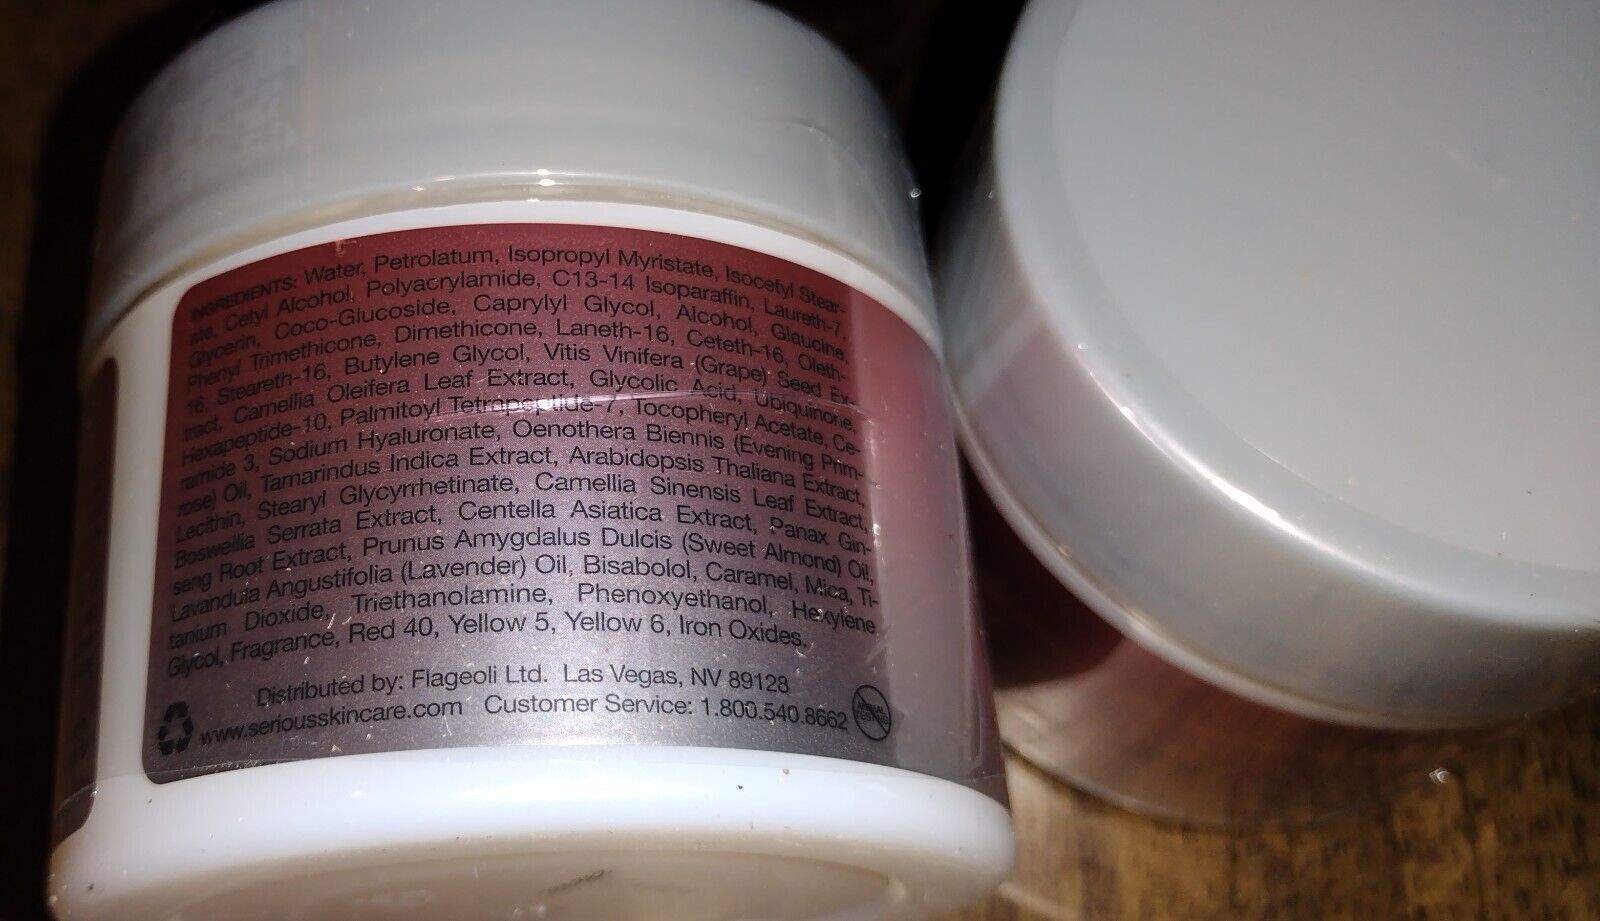 INGREDIENTS: Water, Petrolatum, Isopropyl Myristate, Isocetyl Stear-
ate, Cetyl Alcohol, Polyacrylamide, C13-14 Isoparaffin, Laureth-7,
Glycerin, Coco-Glucoside, Caprylyl Glycol, Alcohol, Glaucine,
Phenyl Trimethicone, Dimethicone, Laneth-16, Ceteth-16, Oleth-
16, Steareth-16, Butylene Glycol, Vitis Vinifera (Grape) Seed Ex-
tract, Camellia Oleifera Leaf Extract, Glycolic Acid, Ubiquinone,
Hexapeptide-10, Palmitoyl Tetrapeptide-7, Tocopheryl Acetate, Ce-
ramide 3, Sodium Hyaluronate, Oenothera Biennis (Evening Prim-
rose) Oil, Tamarindus Indica Extract, Arabidopsis Thaliana Extract,
Lecithin, Stearyl Glycyrrhetinate, Camellia Sinensis Leaf Extract,
Boswellia Serrata Extract, Centella Asiatica Extract, Panax Gin-
seng Root Extract, Prunus Amygdalus Dulcis (Sweet Almond) Oil,
Lavandula Angustifolia (Lavender) Oil, Bisabolol, Caramel, Mica, Ti-
tanium Dioxide, Triethanolamine, Phenoxyethanol, Hexylene
Glycol, Fragrance, Red 40, Yellow 5, Yellow 6, Iron Oxides.
Distributed by: Flageoli Ltd. Las Vegas, NV 89128
www.seriousskincare.com Customer Service: 1.800.540.8662
ANIMAL
TESTING